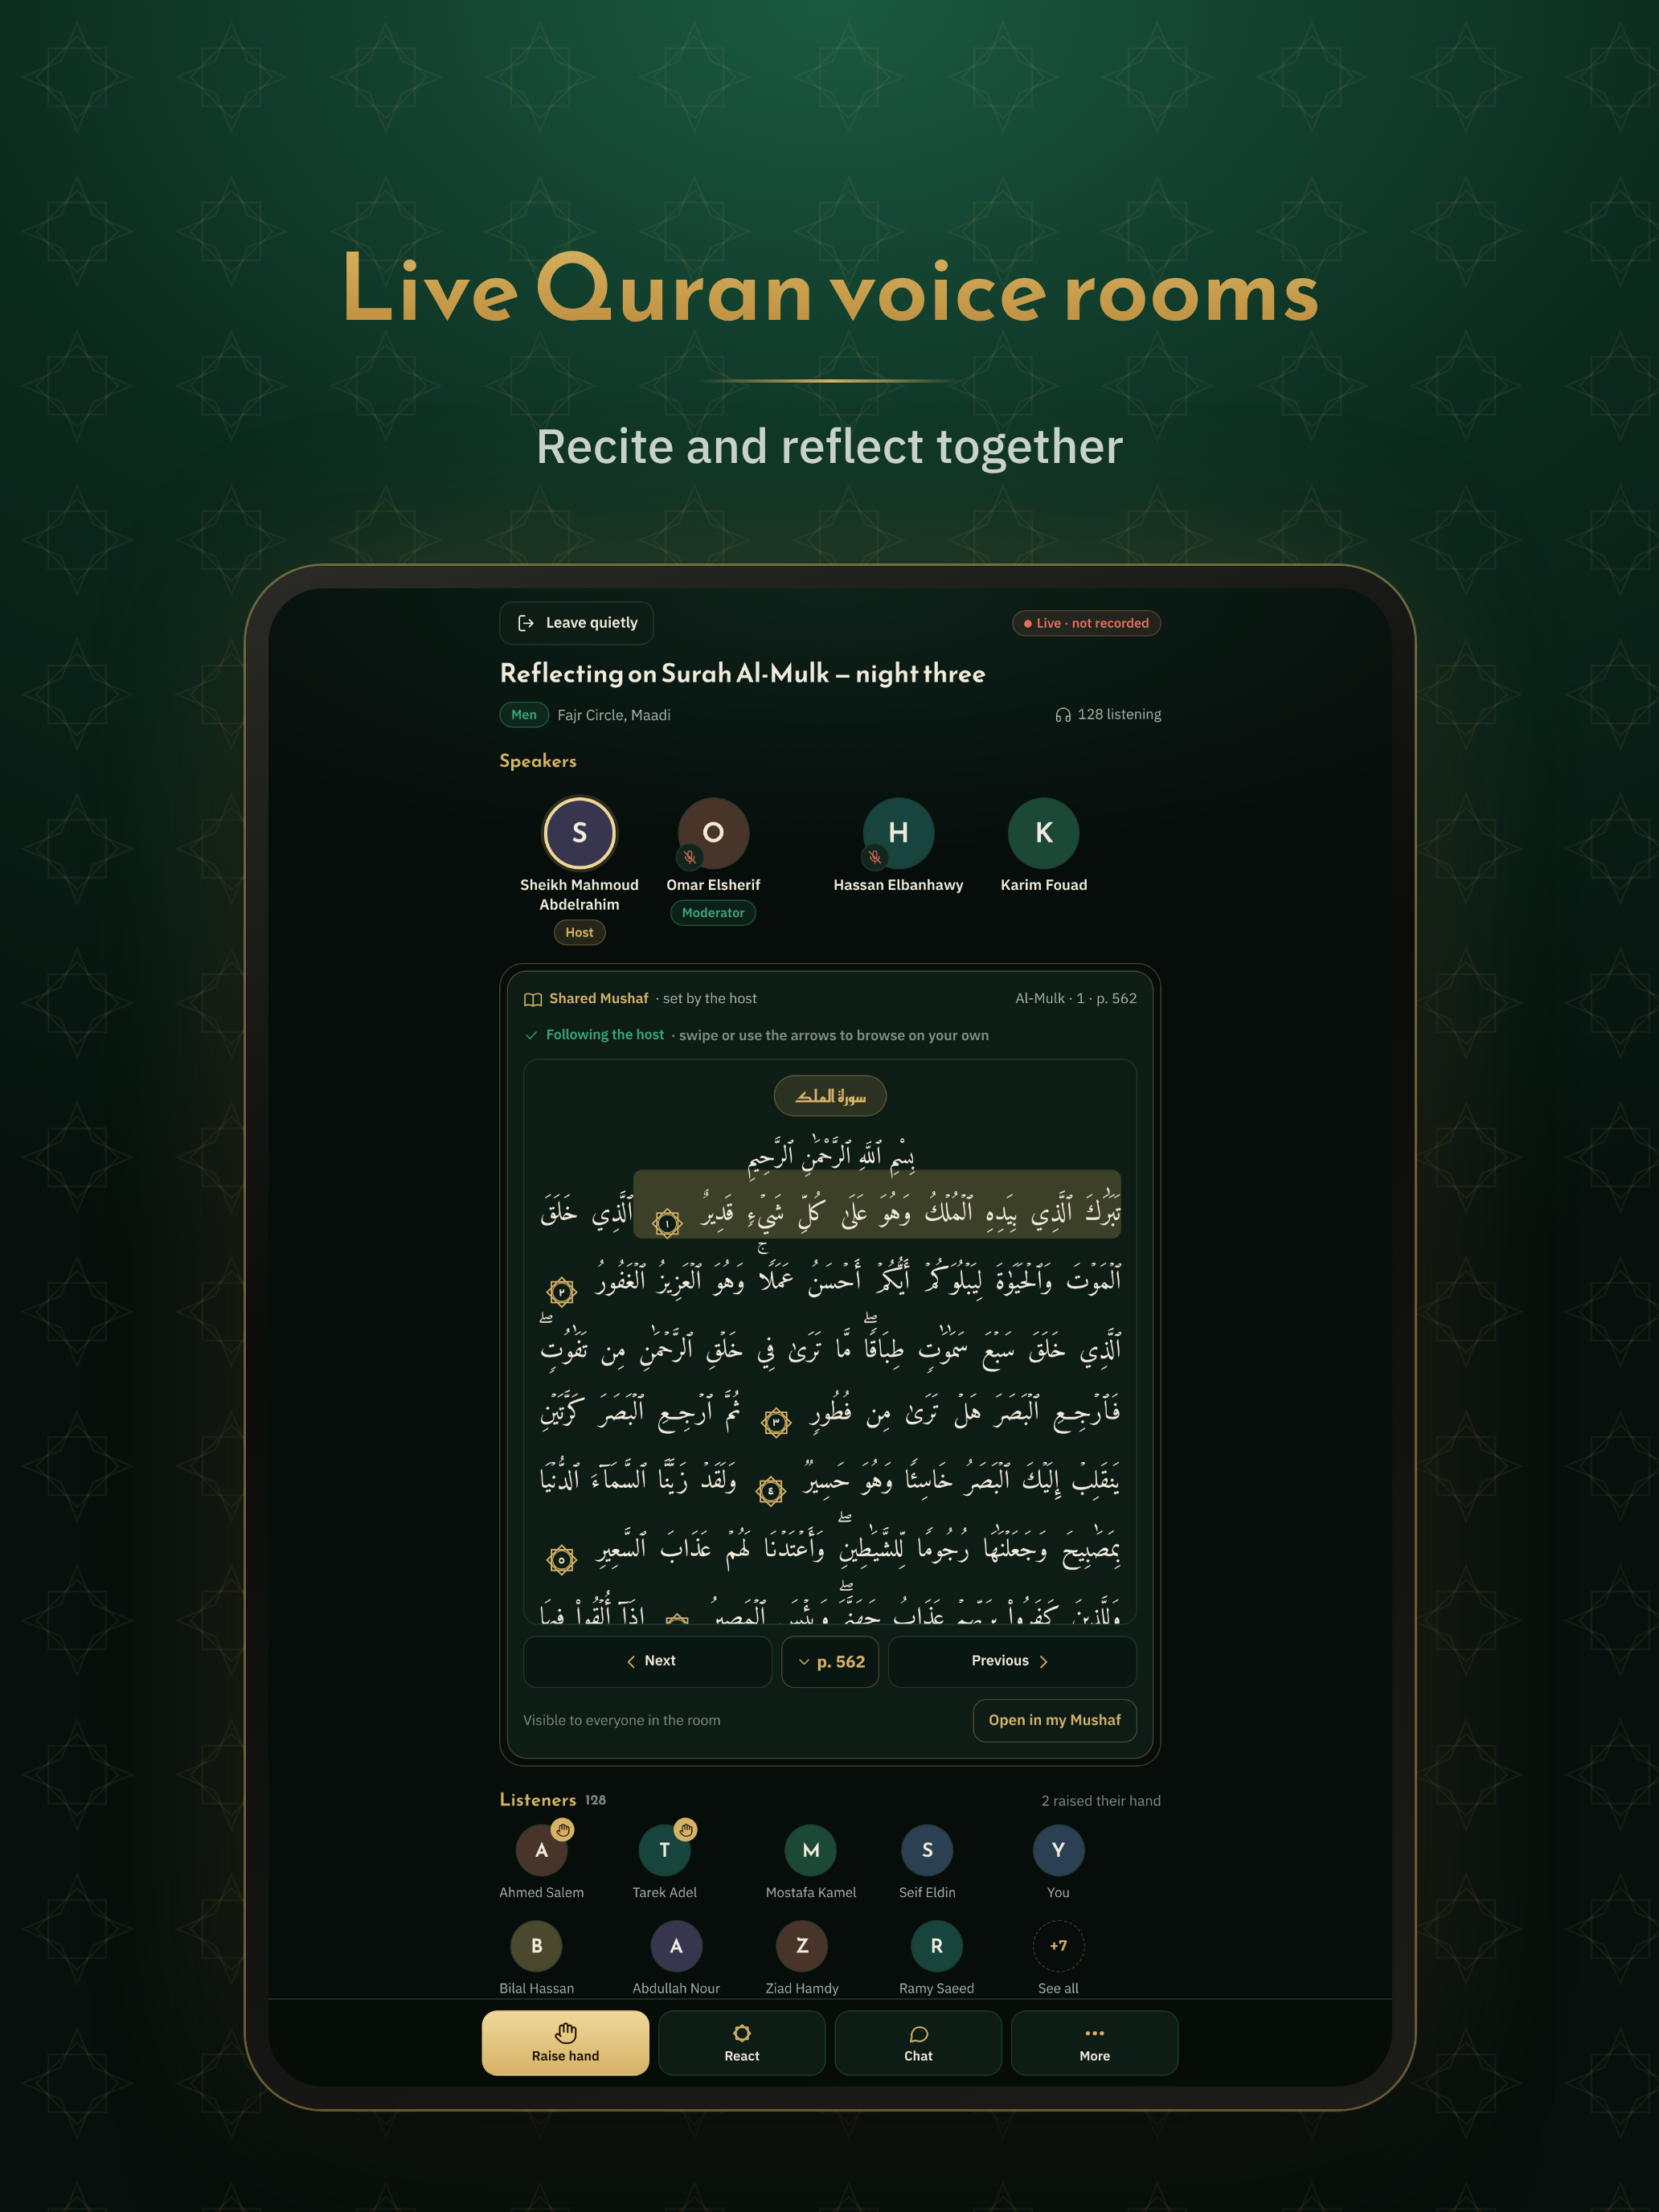 Live Quran voice rooms
Recite and reflect together
Leave quietly
Live · not recorded
Reflecting on Surah Al-Mulk – night three
Men Fajr Circle, Maadi
128 listening
Speakers
S O H K
Sheikh Mahmoud Abdelrahim
Omar Elsherif
Hassan Elbanhawy
Karim Fouad
Host
Moderator
Shared Mushaf · set by the host
Al-Mulk · 1 · p. 562
Following the host · swipe or use the arrows to browse on your own
سورة الملك
بِسْمِ ٱللَّهِ ٱلرَّحْمَٰنِ ٱلرَّحِيمِ
تَبَٰرَكَ ٱلَّذِي بِيَدِهِ ٱلْمُلْكُ وَهُوَ عَلَىٰ كُلِّ شَيْءٖ قَدِيرٌ ١ ٱلَّذِي خَلَقَ
ٱلْمَوْتَ وَٱلْحَيَوٰةَ لِيَبْلُوَكُمْ أَيُّكُمْ أَحْسَنُ عَمَلٗاۚ وَهُوَ ٱلْعَزِيزُ ٱلْغَفُورُ ٢
ٱلَّذِي خَلَقَ سَبْعَ سَمَٰوَٰتٖ طِبَاقٗاۖ مَّا تَرَىٰ فِي خَلْقِ ٱلرَّحْمَٰنِ مِن تَفَٰوُتٖۖ
فَٱرْجِعِ ٱلْبَصَرَ هَلْ تَرَىٰ مِن فُطُورٖ ٣ ثُمَّ ٱرْجِعِ ٱلْبَصَرَ كَرَّتَيْنِ
يَنقَلِبْ إِلَيْكَ ٱلْبَصَرُ خَاسِئٗا وَهُوَ حَسِيرٞ ٤ وَلَقَدْ زَيَّنَّا ٱلسَّمَآءَ ٱلدُّنْيَا
بِمَصَٰبِيحَ وَجَعَلْنَٰهَا رُجُومٗا لِّلشَّيَٰطِينِۖ وَأَعْتَدْنَا لَهُمْ عَذَابَ ٱلسَّعِيرِ ٥
وَلِلَّذِينَ كَفَرُواْ بِرَبِّهِمْ عَذَابُ جَهَنَّمَۖ وَبِئْسَ ٱلْمَصِيرُ إِذَآ أُلْقُواْ فِيهَا
Next
p. 562
Previous
Visible to everyone in the room
Open in my Mushaf
Listeners 128
2 raised their hand
A T M S Y
Ahmed Salem
Tarek Adel
Mostafa Kamel
Seif Eldin
You
B A Z R +7
Bilal Hassan
Abdullah Nour
Ziad Hamdy
Ramy Saeed
See all
Raise hand
React
Chat
More